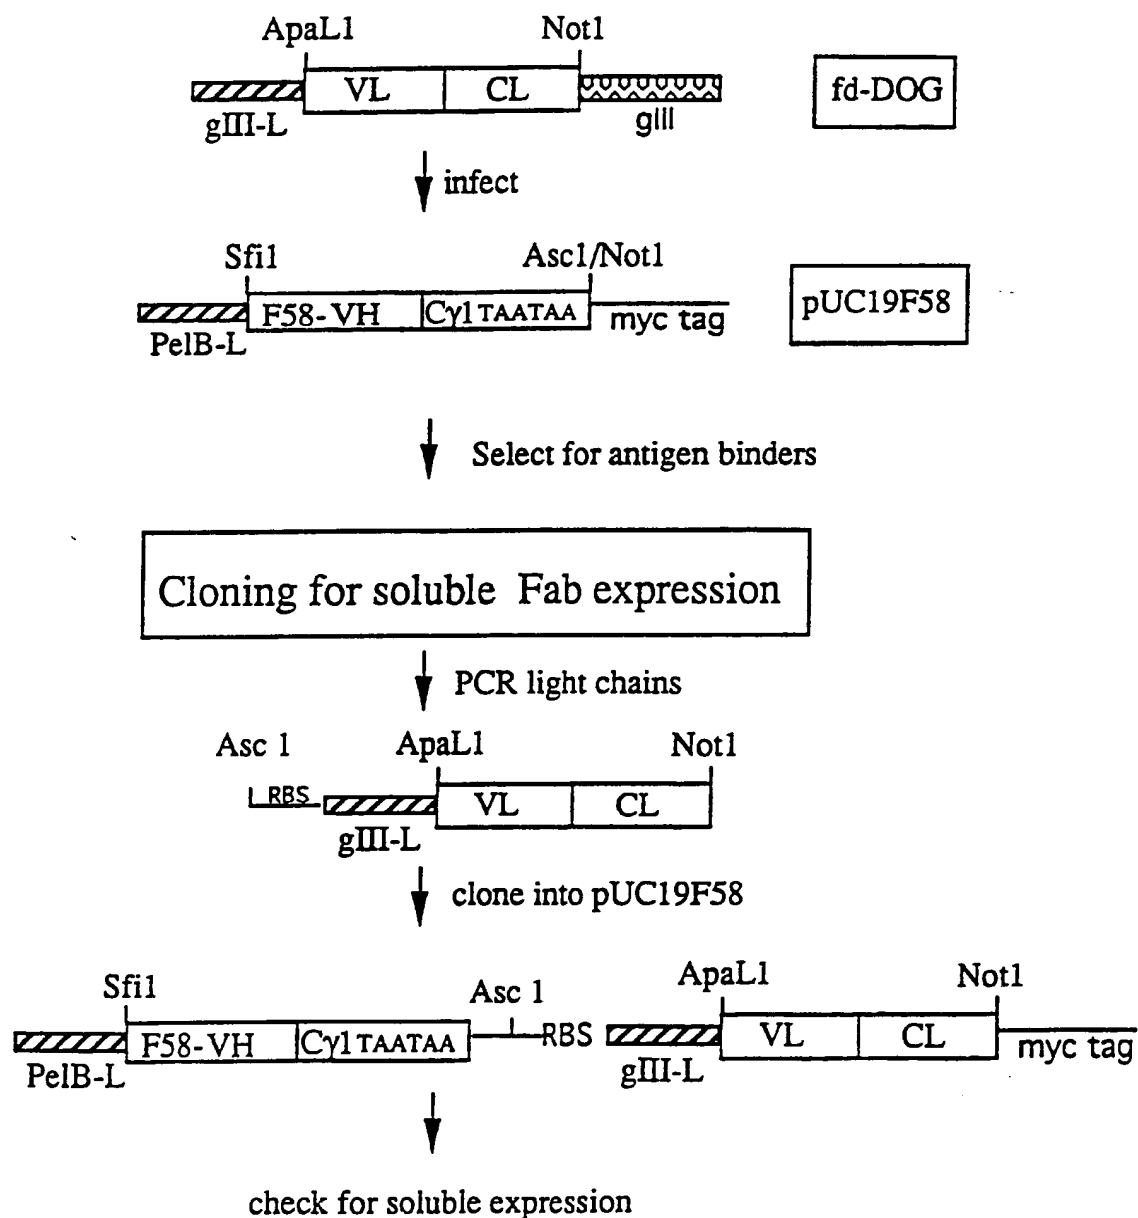 ApaL1 Not1
VL CL fd-DOG
gIII-L gIII
infect
Sfi1 Asc1/Not1
F58-VH Cγ1 TAATAA myc tag pUC19F58
PelB-L
Select for antigen binders
Cloning for soluble Fab expression
PCR light chains
Asc 1 ApaL1 Not1
RBS VL CL
gIII-L
clone into pUC19F58
Sfi1 Asc 1 ApaL1 Not1
F58-VH Cγ1 TAATAA RBS VL CL myc tag
PelB-L gIII-L
check for soluble expression